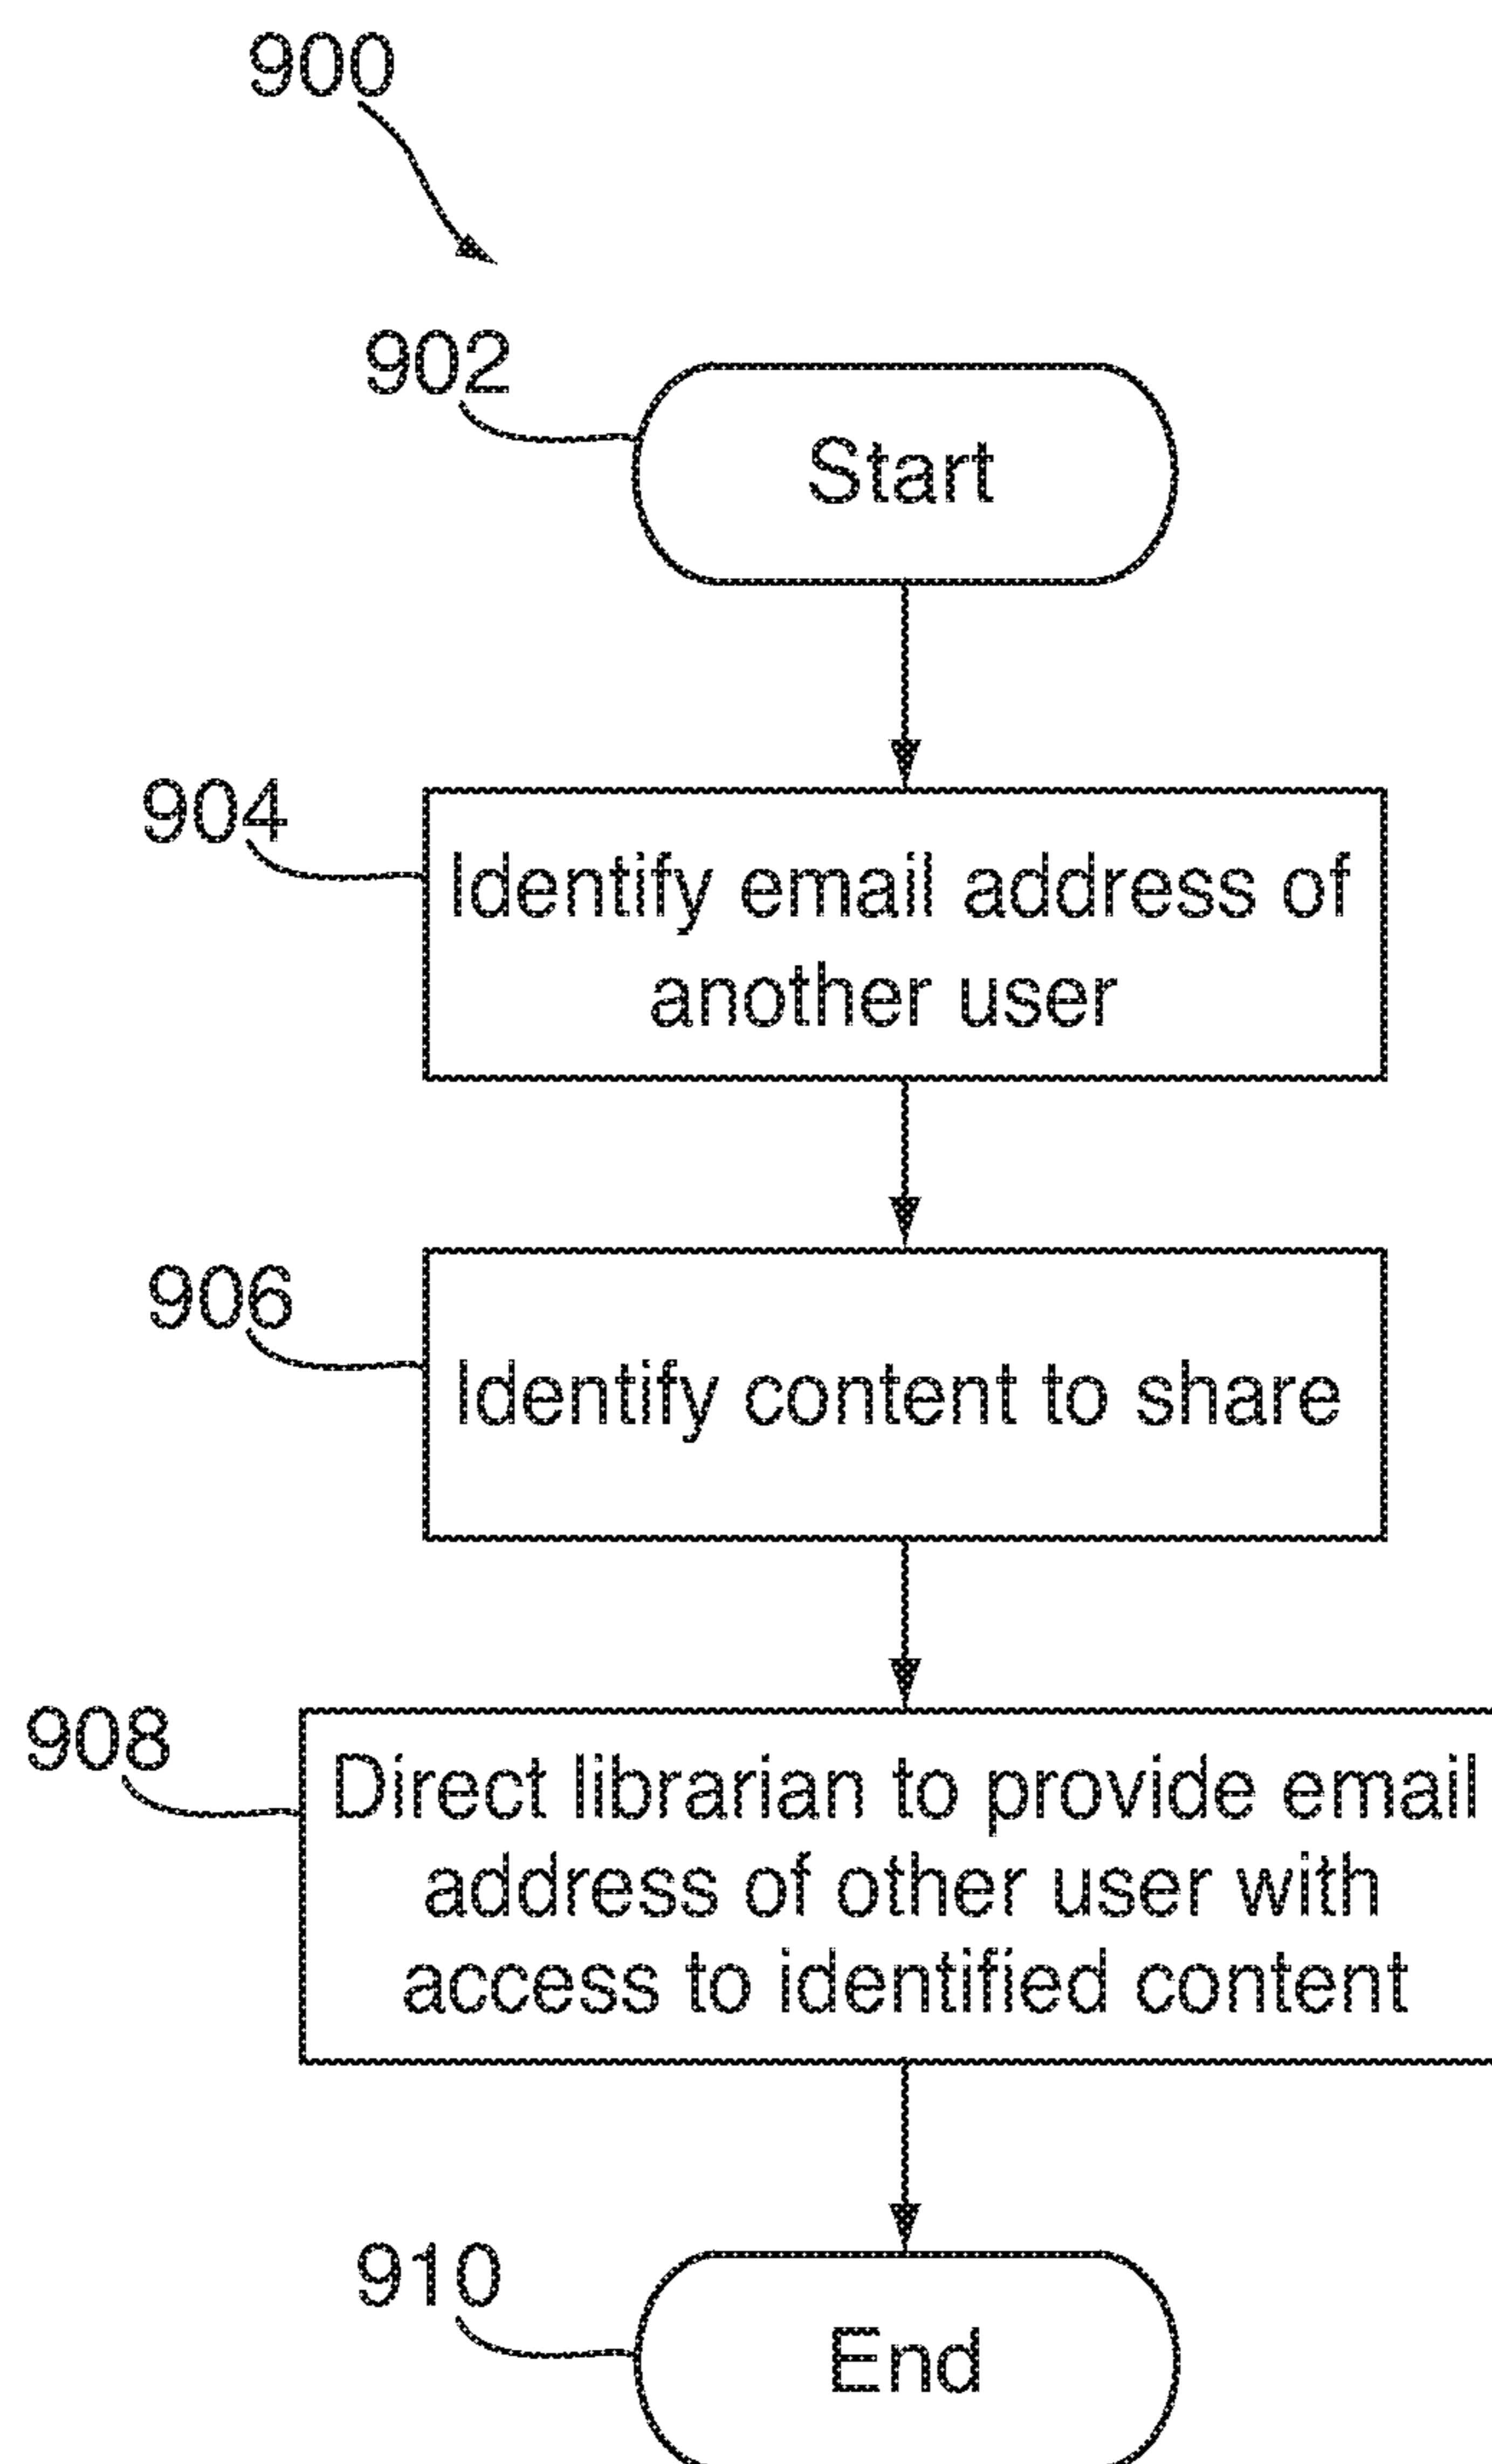 900
902
Start
904
Identify email address of
another user
906
Identify content to share
908
Direct librarian to provide email
address of other user with
access to identified content
910
End